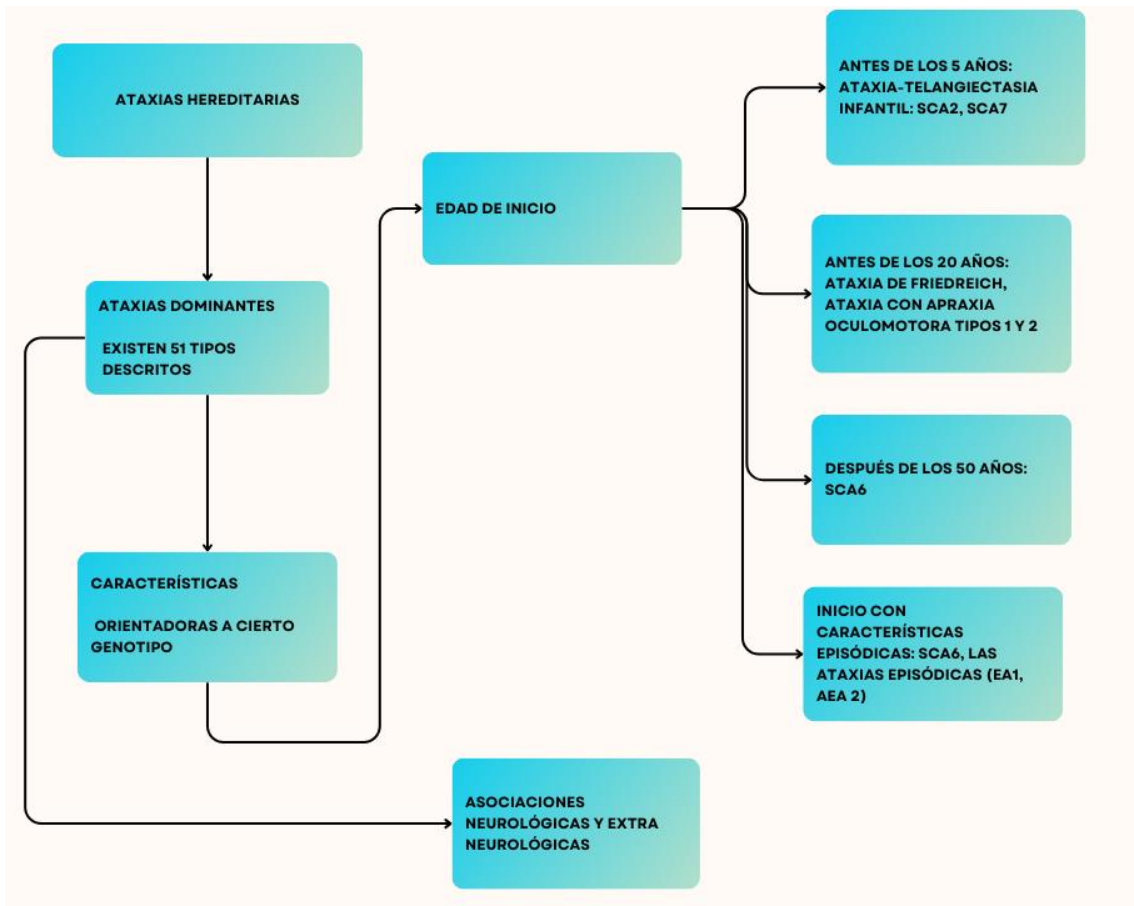 ATAXIAS HEREDITARIAS
ATAXIAS DOMINANTES
EXISTEN 51 TIPOS
DESCRITOS
CARACTERÍSTICAS
ORIENTADORAS A CIERTO
GENOTIPO
EDAD DE INICIO
ANTES DE LOS 5 AÑOS:
ATAXIA-TELANGIECTASIA
INFANTIL: SCA2, SCA7
ANTES DE LOS 20 AÑOS:
ATAXIA DE FRIEDREICH,
ATAXIA CON APRAXIA
OCULOMOTORA TIPOS 1 Y 2
DESPUÉS DE LOS 50 AÑOS:
SCA6
INICIO CON
CARACTERÍSTICAS
EPISÓDICAS: SCA6, LAS
ATAXIAS EPISÓDICAS (EA1,
AEA 2)
ASOCIACIONES
NEUROLÓGICAS Y EXTRA
NEUROLÓGICAS